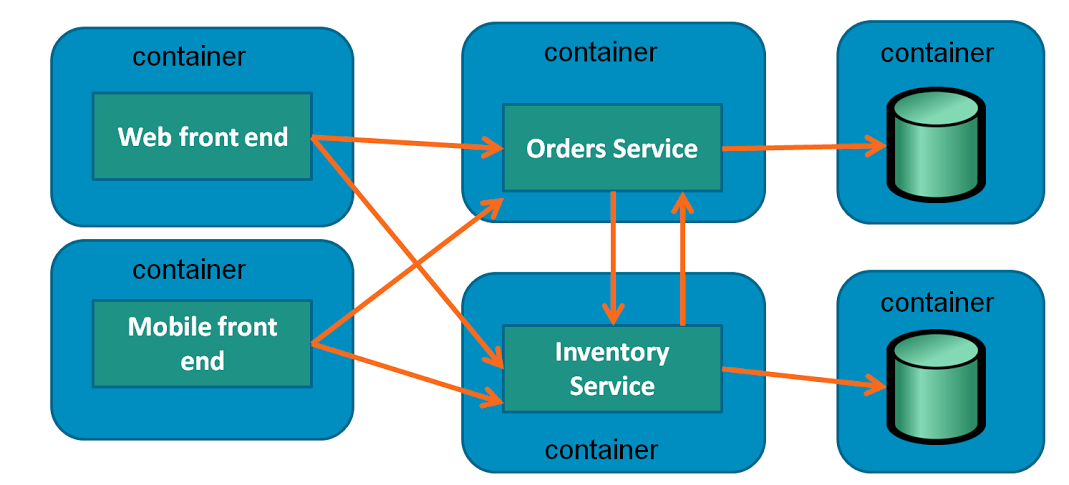 container
Web front end
container
Mobile front
end
container
Orders Service
Inventory
Service
container
container
container